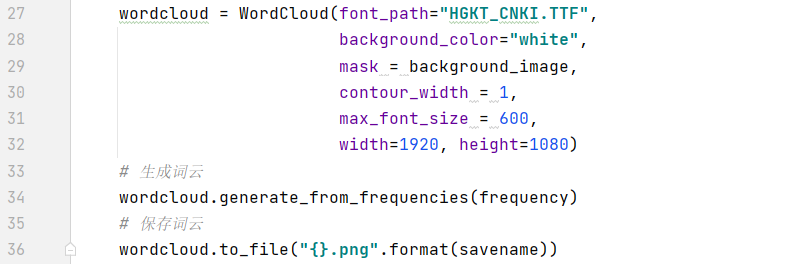 27 wordcloud = WordCloud(font_path="HGKT_CNKI.TTF",
28 background_color="white",
29 mask = background_image,
30 contour_width = 1,
31 max_font_size = 600,
32 width=1920, height=1080)
33 # 生成词云
34 wordcloud.generate_from_frequencies(frequency)
35 # 保存词云
36 wordcloud.to_file("{}.png".format(savename))